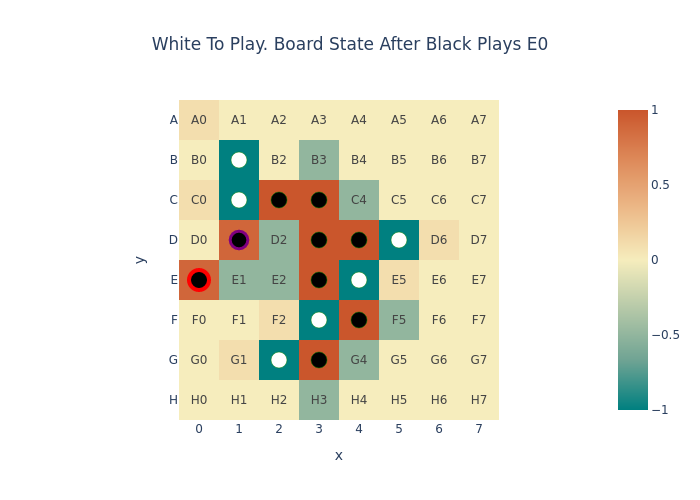 White To Play. Board State After Black Plays E0
A A0 A1 A2 A3 A4 A5 A6 A7
B B0 B2 B3 B4 B5 B6 B7
C C0 C4 C5 C6 C7
D D0 D2 D6 D7
E E1 E2 E5 E6 E7
F F0 F1 F2 F5 F6 F7
G G0 G1 G4 G5 G6 G7
H H0 H1 H2 H3 H4 H5 H6 H7
0 1 2 3 4 5 6 7
x
y
1
0.5
0
−0.5
−1